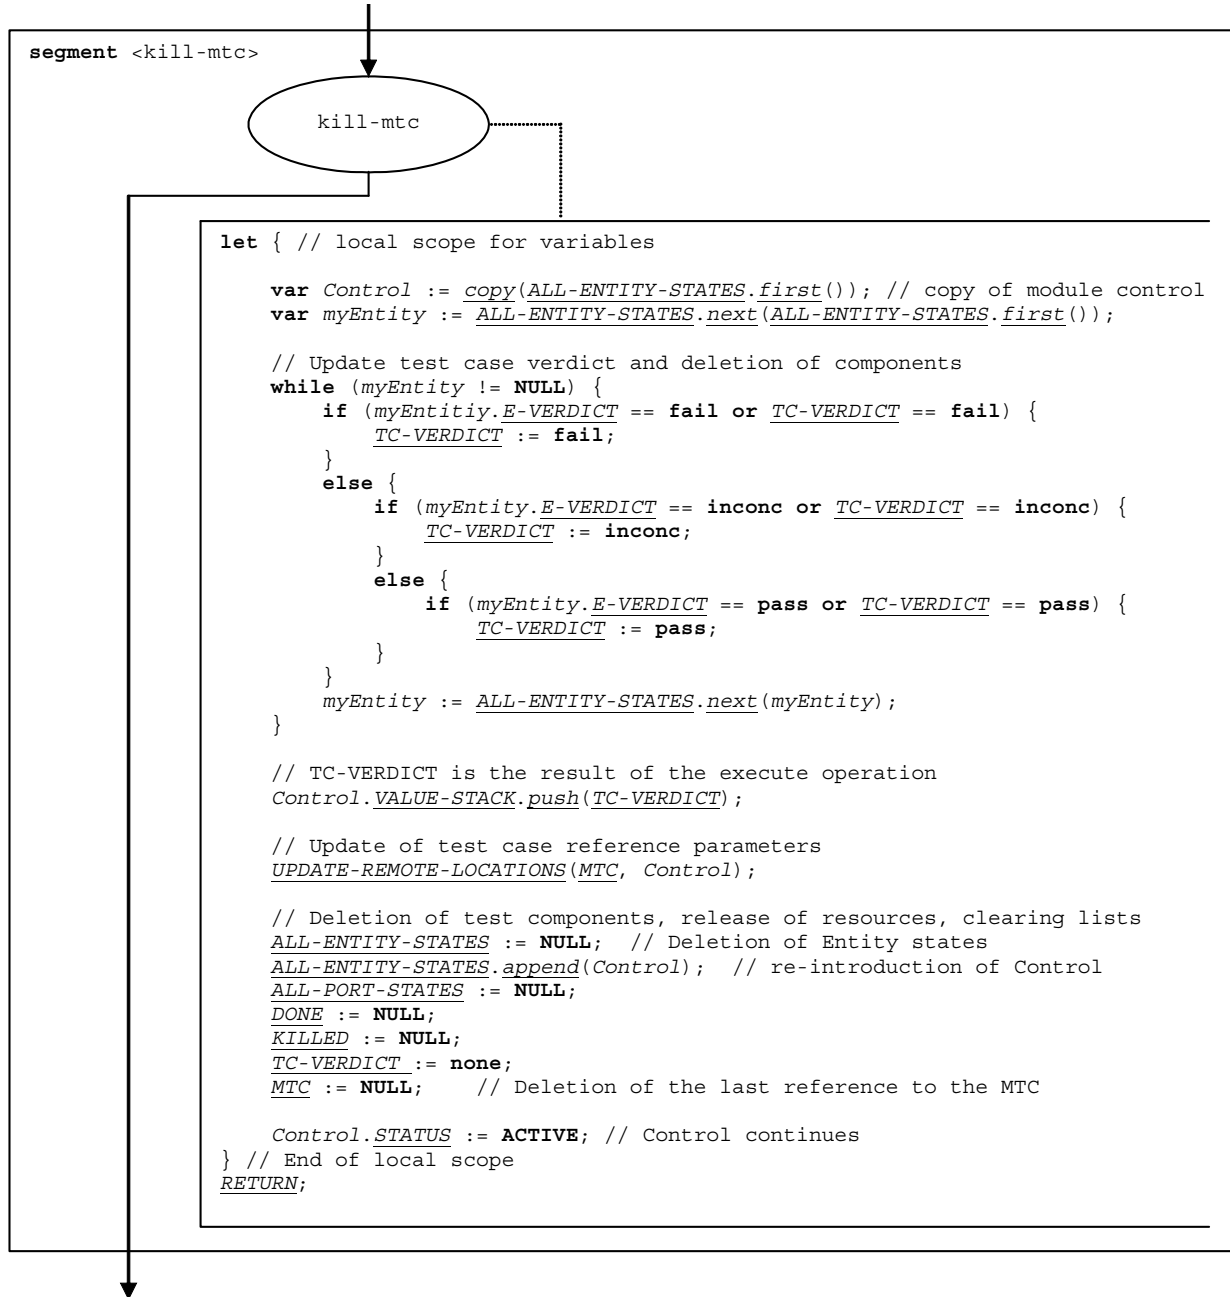 segment <kill-mtc>
kill-mtc
let { // local scope for variables
var Control := copy(ALL-ENTITY-STATES.first()); // copy of module control
var myEntity := ALL-ENTITY-STATES.next(ALL-ENTITY-STATES.first());
// Update test case verdict and deletion of components
while (myEntity != NULL) {
if (myEntitiy.E-VERDICT == fail or TC-VERDICT == fail) {
TC-VERDICT := fail;
}
else {
if (myEntity.E-VERDICT == inconc or TC-VERDICT == inconc) {
TC-VERDICT := inconc;
}
else {
if (myEntity.E-VERDICT == pass or TC-VERDICT == pass) {
TC-VERDICT := pass;
}
}
myEntity := ALL-ENTITY-STATES.next(myEntity);
}
// TC-VERDICT is the result of the execute operation
Control.VALUE-STACK.push(TC-VERDICT);
// Update of test case reference parameters
UPDATE-REMOTE-LOCATIONS(MTC, Control);
// Deletion of test components, release of resources, clearing lists
ALL-ENTITY-STATES := NULL; // Deletion of Entity states
ALL-ENTITY-STATES.append(Control); // re-introduction of Control
ALL-PORT-STATES := NULL;
DONE := NULL;
KILLED := NULL;
TC-VERDICT := none;
MTC := NULL; // Deletion of the last reference to the MTC
Control.STATUS := ACTIVE; // Control continues
} // End of local scope
RETURN;